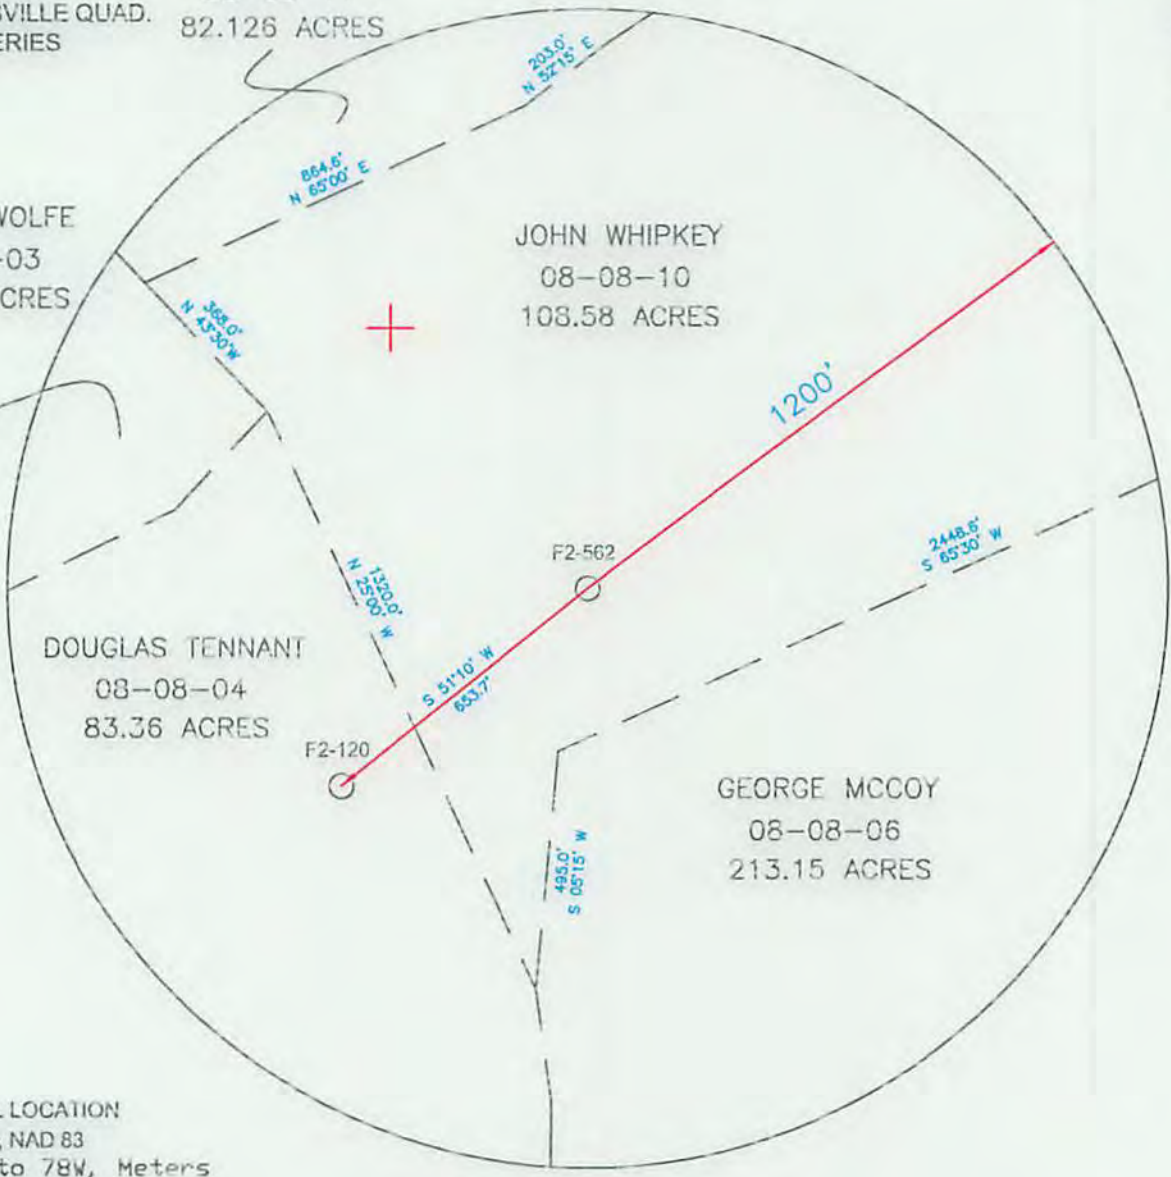 SVILLE QUAD.
ERIES
82.126 ACRES
203.0'
N 52°15' E
864.6'
N 65°00' E
WOLFE
-03
CRES
JOHN WHIPKEY
08-08-10
108.58 ACRES
368.0'
N 43°30'W
1200'
F2-562
2448.6'
S 65°30' W
1320.0'
N 25°00' W
DOUGLAS TENNANT
08-08-04
83.36 ACRES
S 51°10' W
653.7'
F2-120
GEORGE MCCOY
08-08-06
213.15 ACRES
495.0'
S 05°15' W
LOCATION
, NAD 83
to 78W, Meters